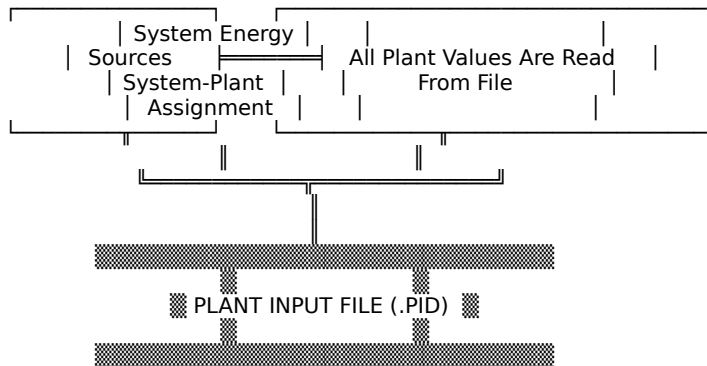 System Energy
Sources All Plant Values Are Read
System-Plant From File
Assignment
PLANT INPUT FILE (.PID)